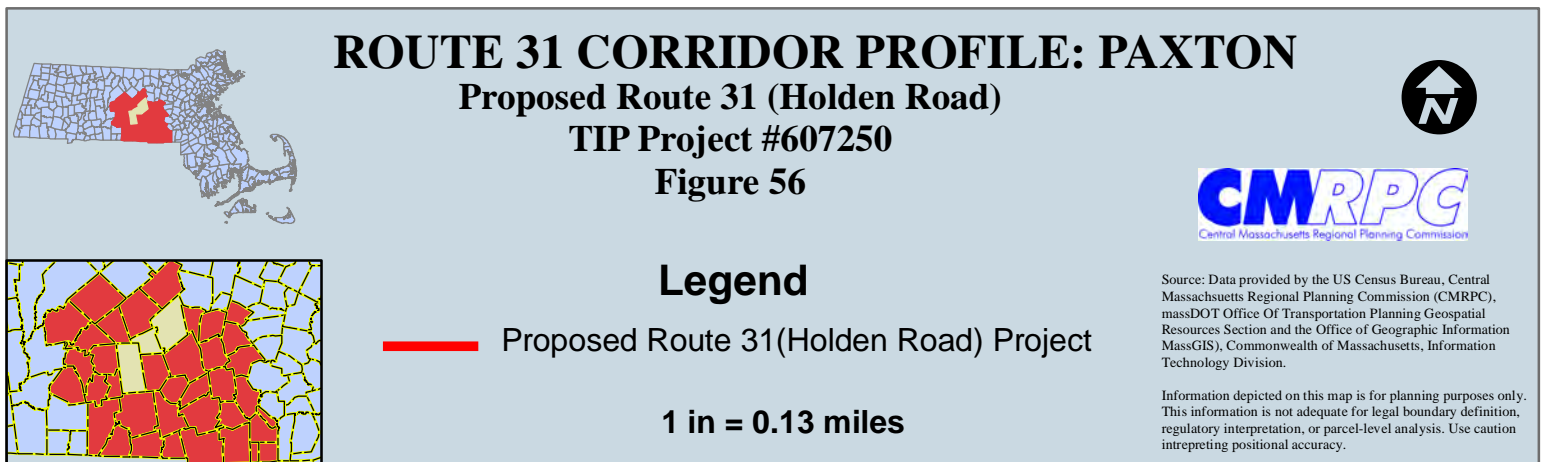 ROUTE 31 CORRIDOR PROFILE: PAXTON
Proposed Route 31 (Holden Road)
TIP Project #607250
Figure 56
N
CMRPC
Central Massachusetts Regional Planning Commission
Legend
Proposed Route 31(Holden Road) Project
1 in = 0.13 miles
Source: Data provided by the US Census Bureau, Central
Massachsuetts Regional Planning Commission (CMRPC),
massDOT Office Of Transportation Planning Geospatial
Resources Section and the Office of Geographic Information
MassGIS), Commonwealth of Massachusetts, Information
Technology Division.
Information depicted on this map is for planning purposes only.
This information is not adequate for legal boundary definition,
regulatory interpretation, or parcel-level analysis. Use caution
intrepreting positional accuracy.